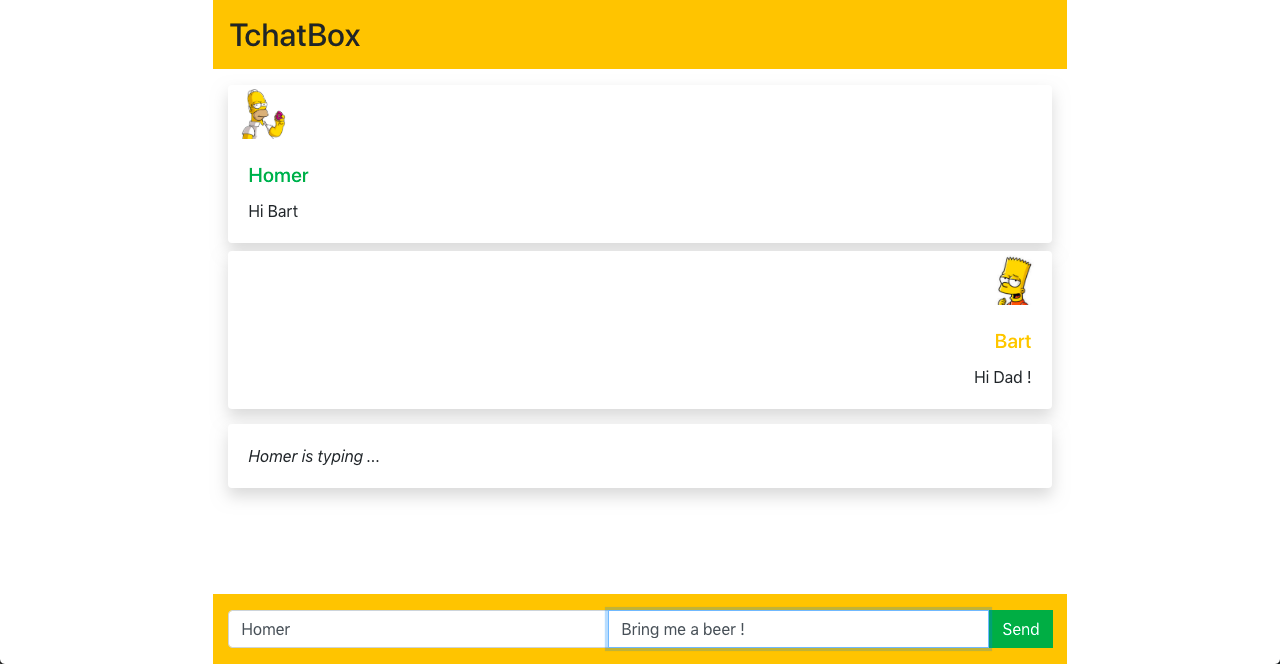 TchatBox
Homer
Hi Bart
Bart
Hi Dad !
Homer is typing ...
Homer
Bring me a beer !
Send